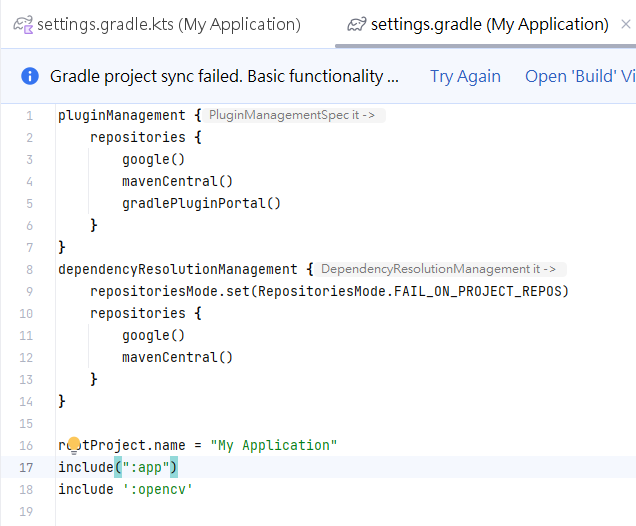 settings.gradle.kts (My Application)
settings.gradle (My Application)
Gradle project sync failed. Basic functionality ...
Try Again
Open 'Build' Vi
1 pluginManagement { PluginManagementSpec it ->
2 repositories {
3 google()
4 mavenCentral()
5 gradlePluginPortal()
6 }
7 }
8 dependencyResolutionManagement { DependencyResolutionManagement it ->
9 repositoriesMode.set(RepositoriesMode.FAIL_ON_PROJECT_REPOS)
10 repositories {
11 google()
12 mavenCentral()
13 }
14 }
15
16 rootProject.name = "My Application"
17 include(":app")
18 include ':opencv'
19